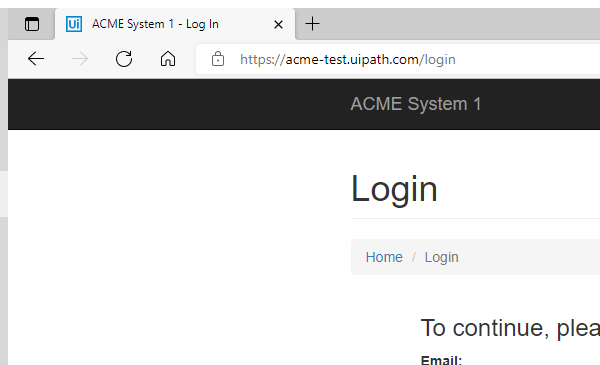 Ui ACME System 1 - Log In
https://acme-test.uipath.com/login
ACME System 1
Login
Home / Login
To continue, plea
Email: